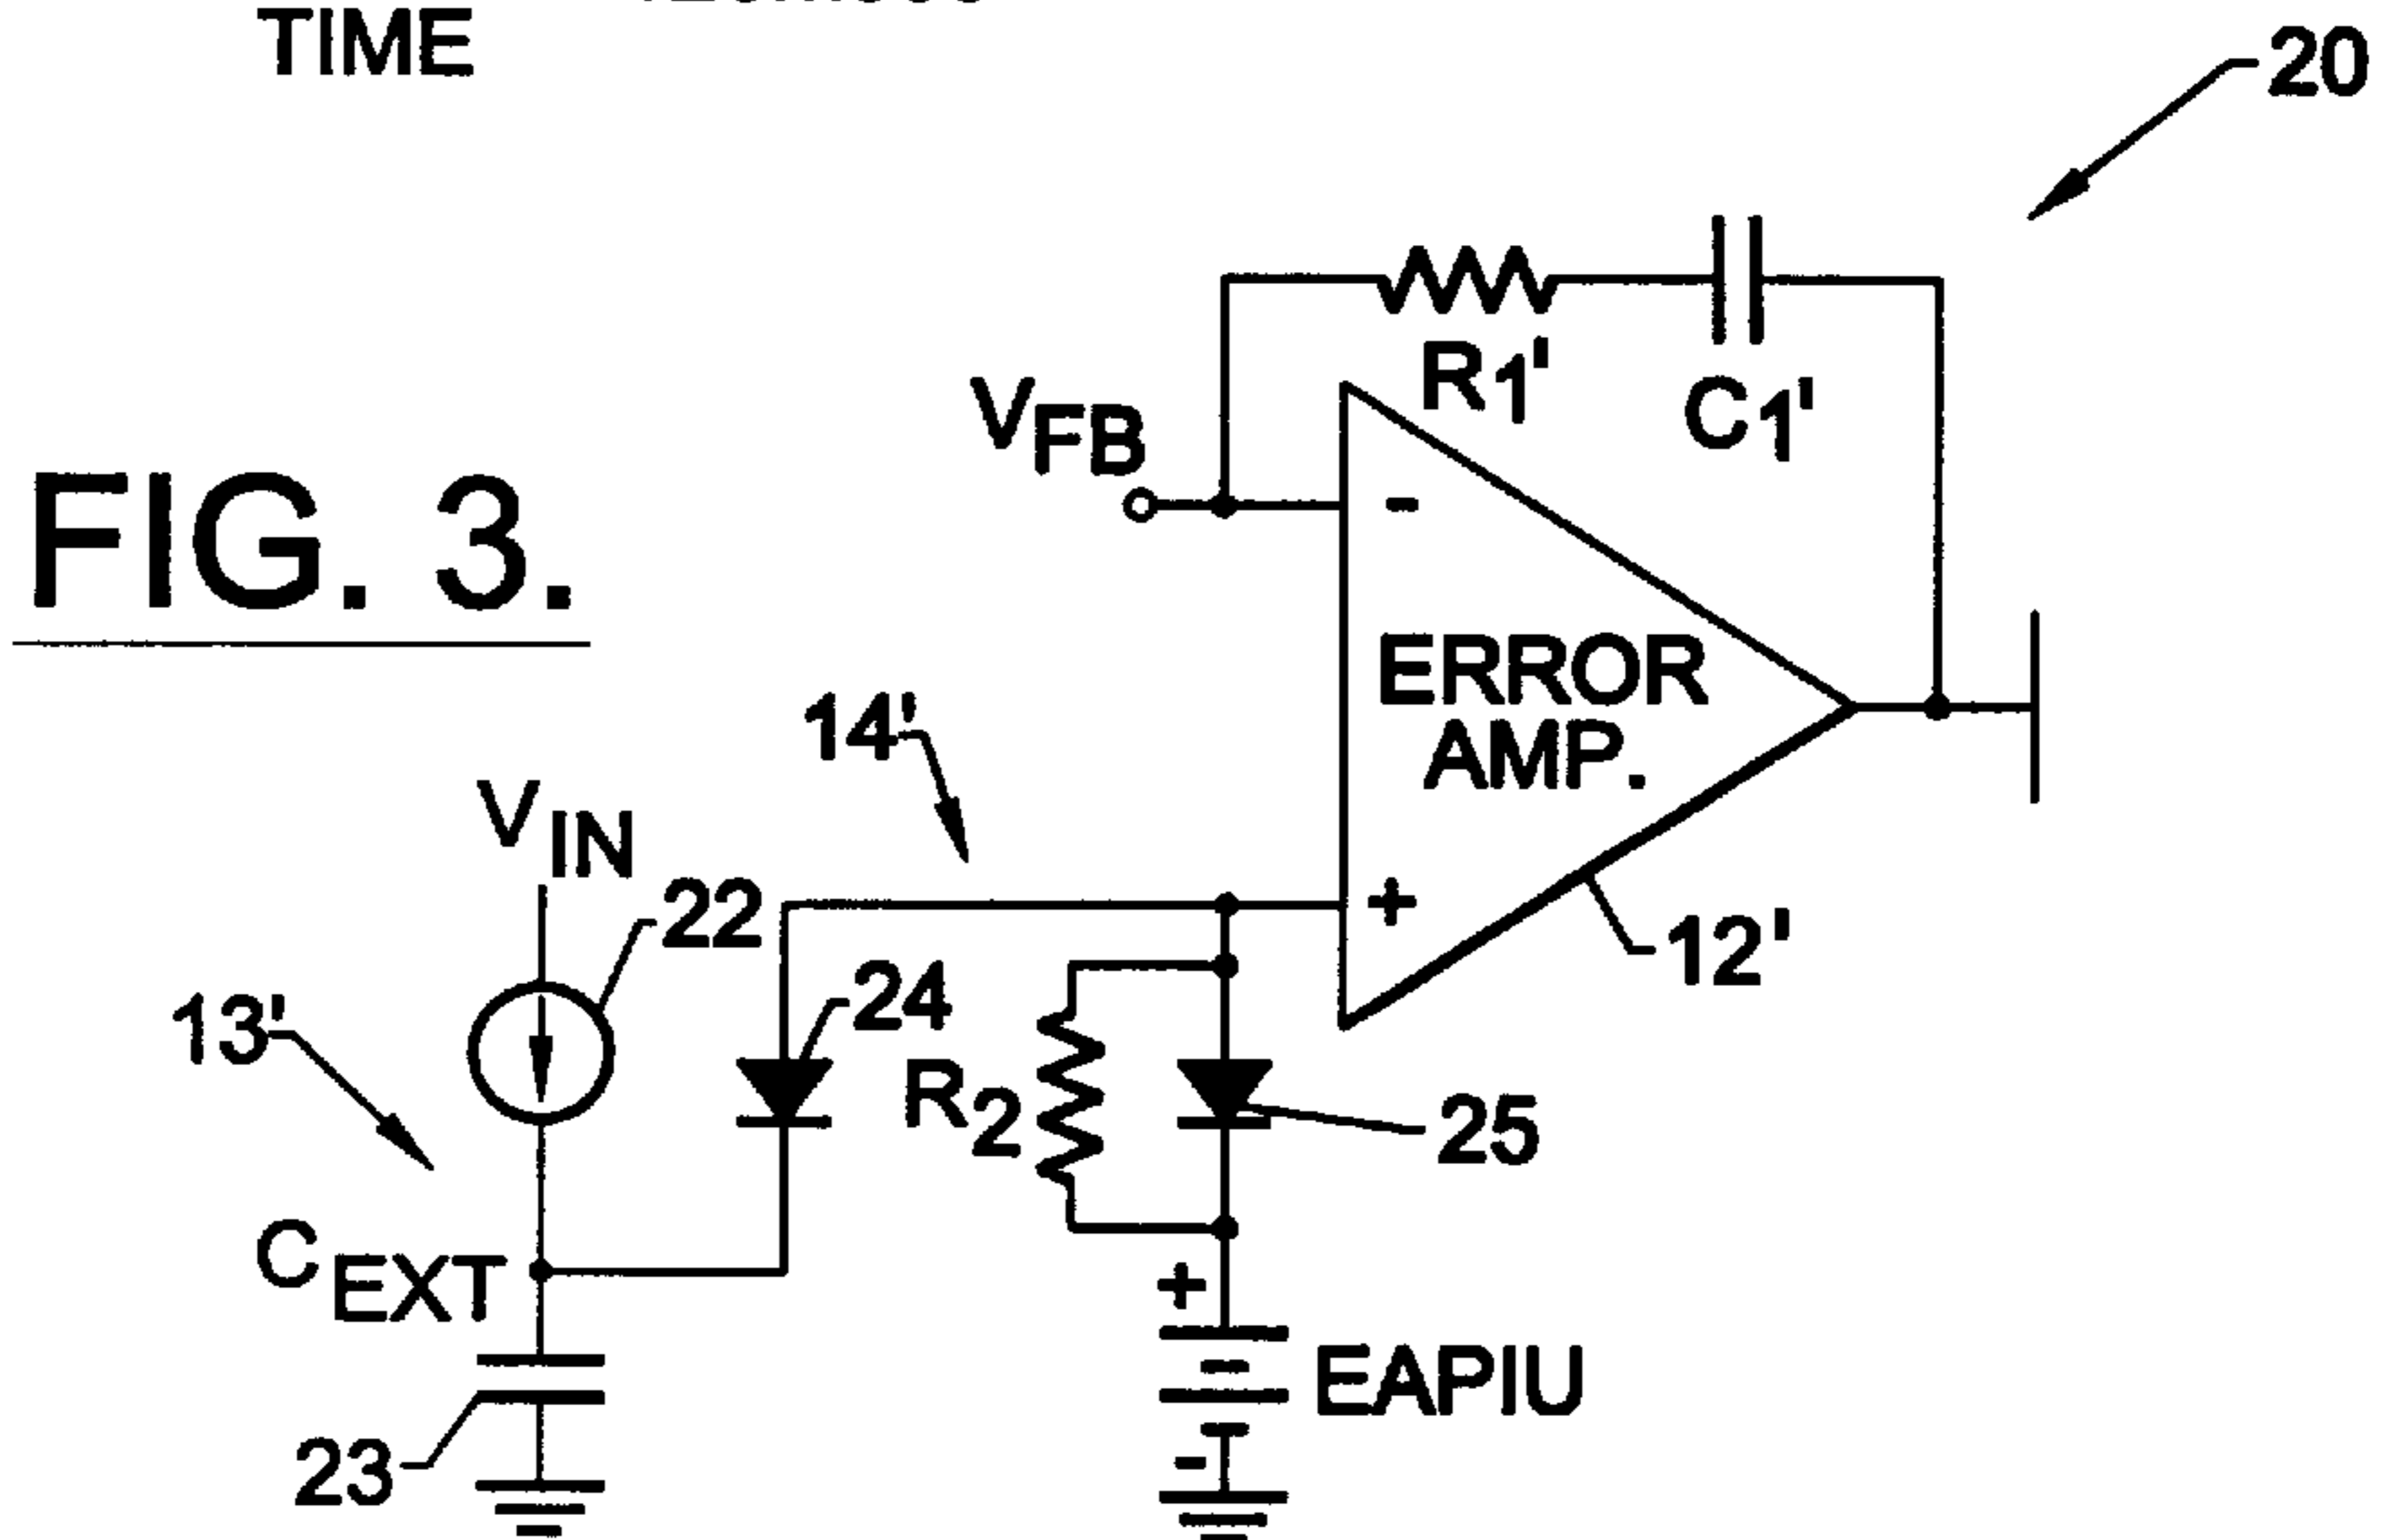 TIME
20
R1'
C1'
VFB
-
FIG. 3.
ERROR
AMP.
14'
VIN
22
+
12'
24
13'
R2
25
CEXT
+
EAPIU
23
-